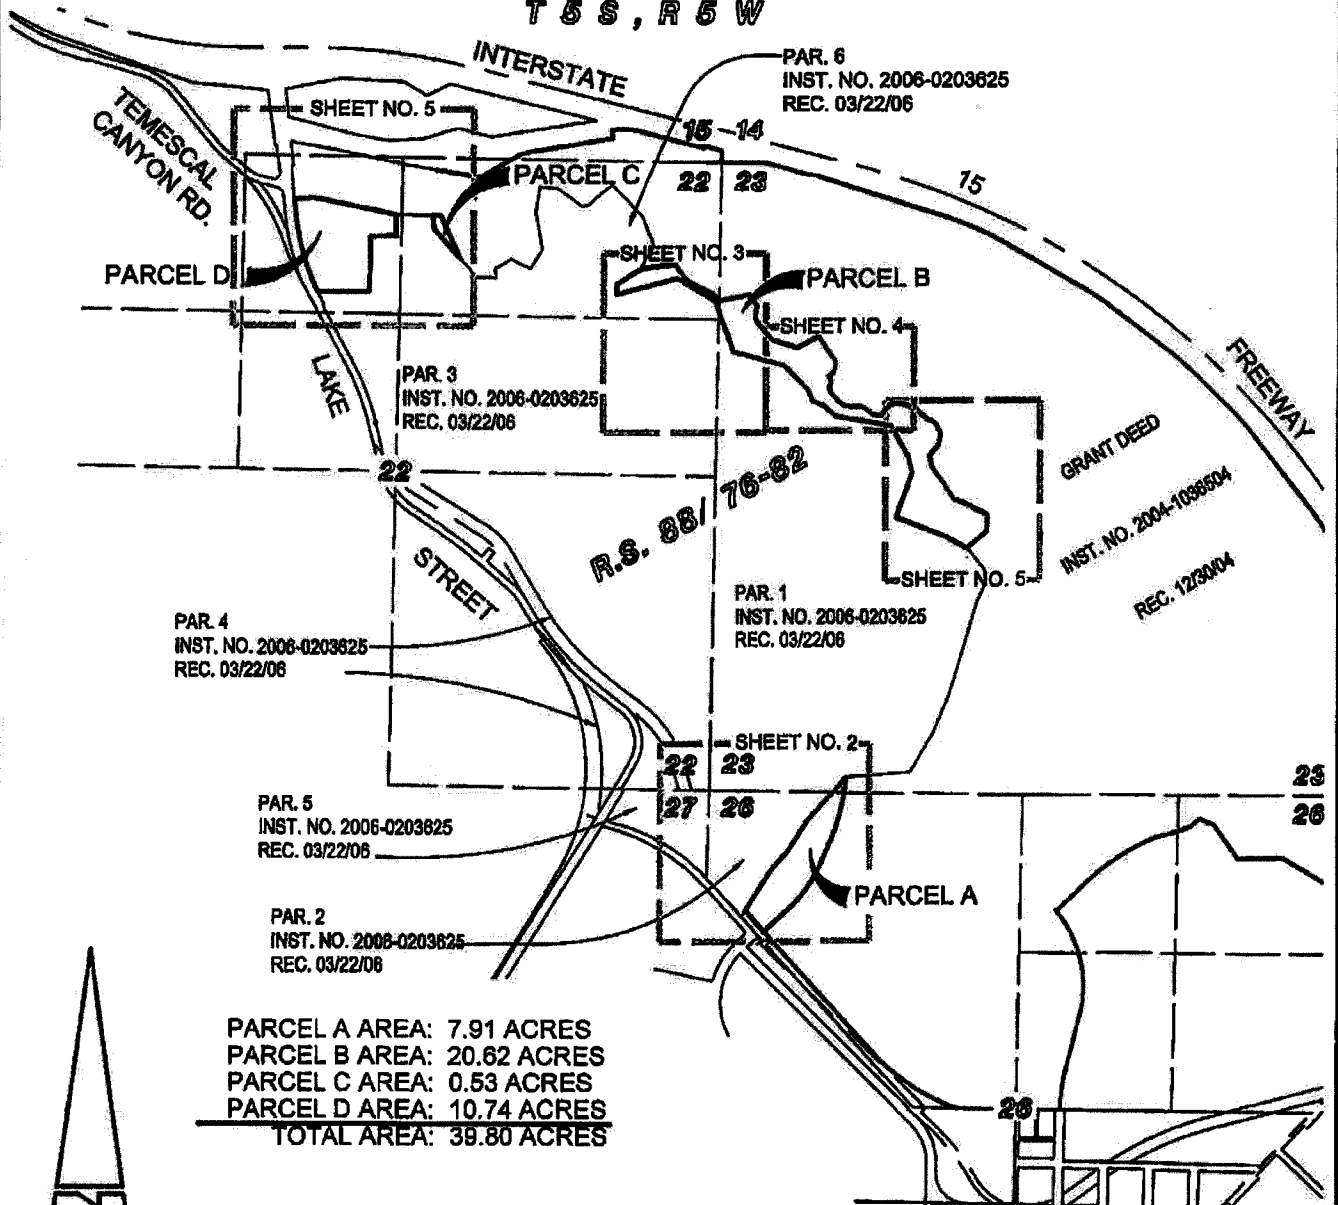 T 5 S , R 5 W
INTERSTATE
PAR. 6
INST. NO. 2006-0203625
REC. 03/22/06
TEMESCAL
CANYON RD.
SHEET NO. 5
15 14
22 23
15
PARCEL C
PARCEL D
SHEET NO. 3
PARCEL B
SHEET NO. 4
FREEWAY
LAKE
PAR. 3
INST. NO. 2006-0203625
REC. 03/22/06
GRANT DEED
INST. NO. 2004-1036504
REC. 12/30/04
22
R.S. 88/ 76-82
STREET
SHEET NO. 5
PAR. 1
INST. NO. 2006-0203625
REC. 03/22/06
PAR. 4
INST. NO. 2006-0203625
REC. 03/22/06
SHEET NO. 2
22 23
27 26
23
26
PAR. 5
INST. NO. 2006-0203625
REC. 03/22/06
PARCEL A
PAR. 2
INST. NO. 2006-0203625
REC. 03/22/06
PARCEL A AREA: 7.91 ACRES
PARCEL B AREA: 20.62 ACRES
PARCEL C AREA: 0.53 ACRES
PARCEL D AREA: 10.74 ACRES
TOTAL AREA: 39.80 ACRES
26